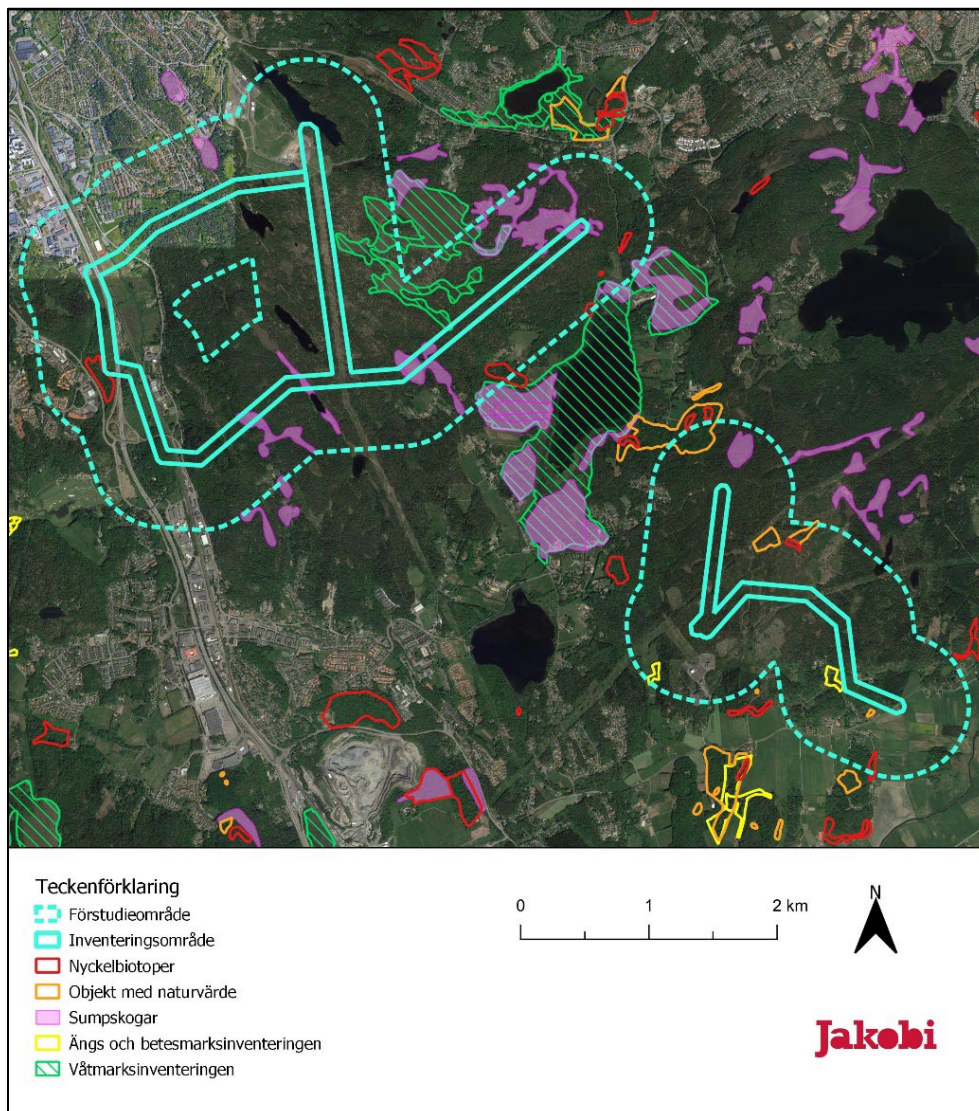 Teckenförklaring
Förstudieområde
Inventeringsområde
Nyckelbiotoper
Objekt med naturvärde
Sumpskogar
Ängs och betesmarksinventeringen
Våtmarksinventeringen
0 1 2 km
N
Jakobi